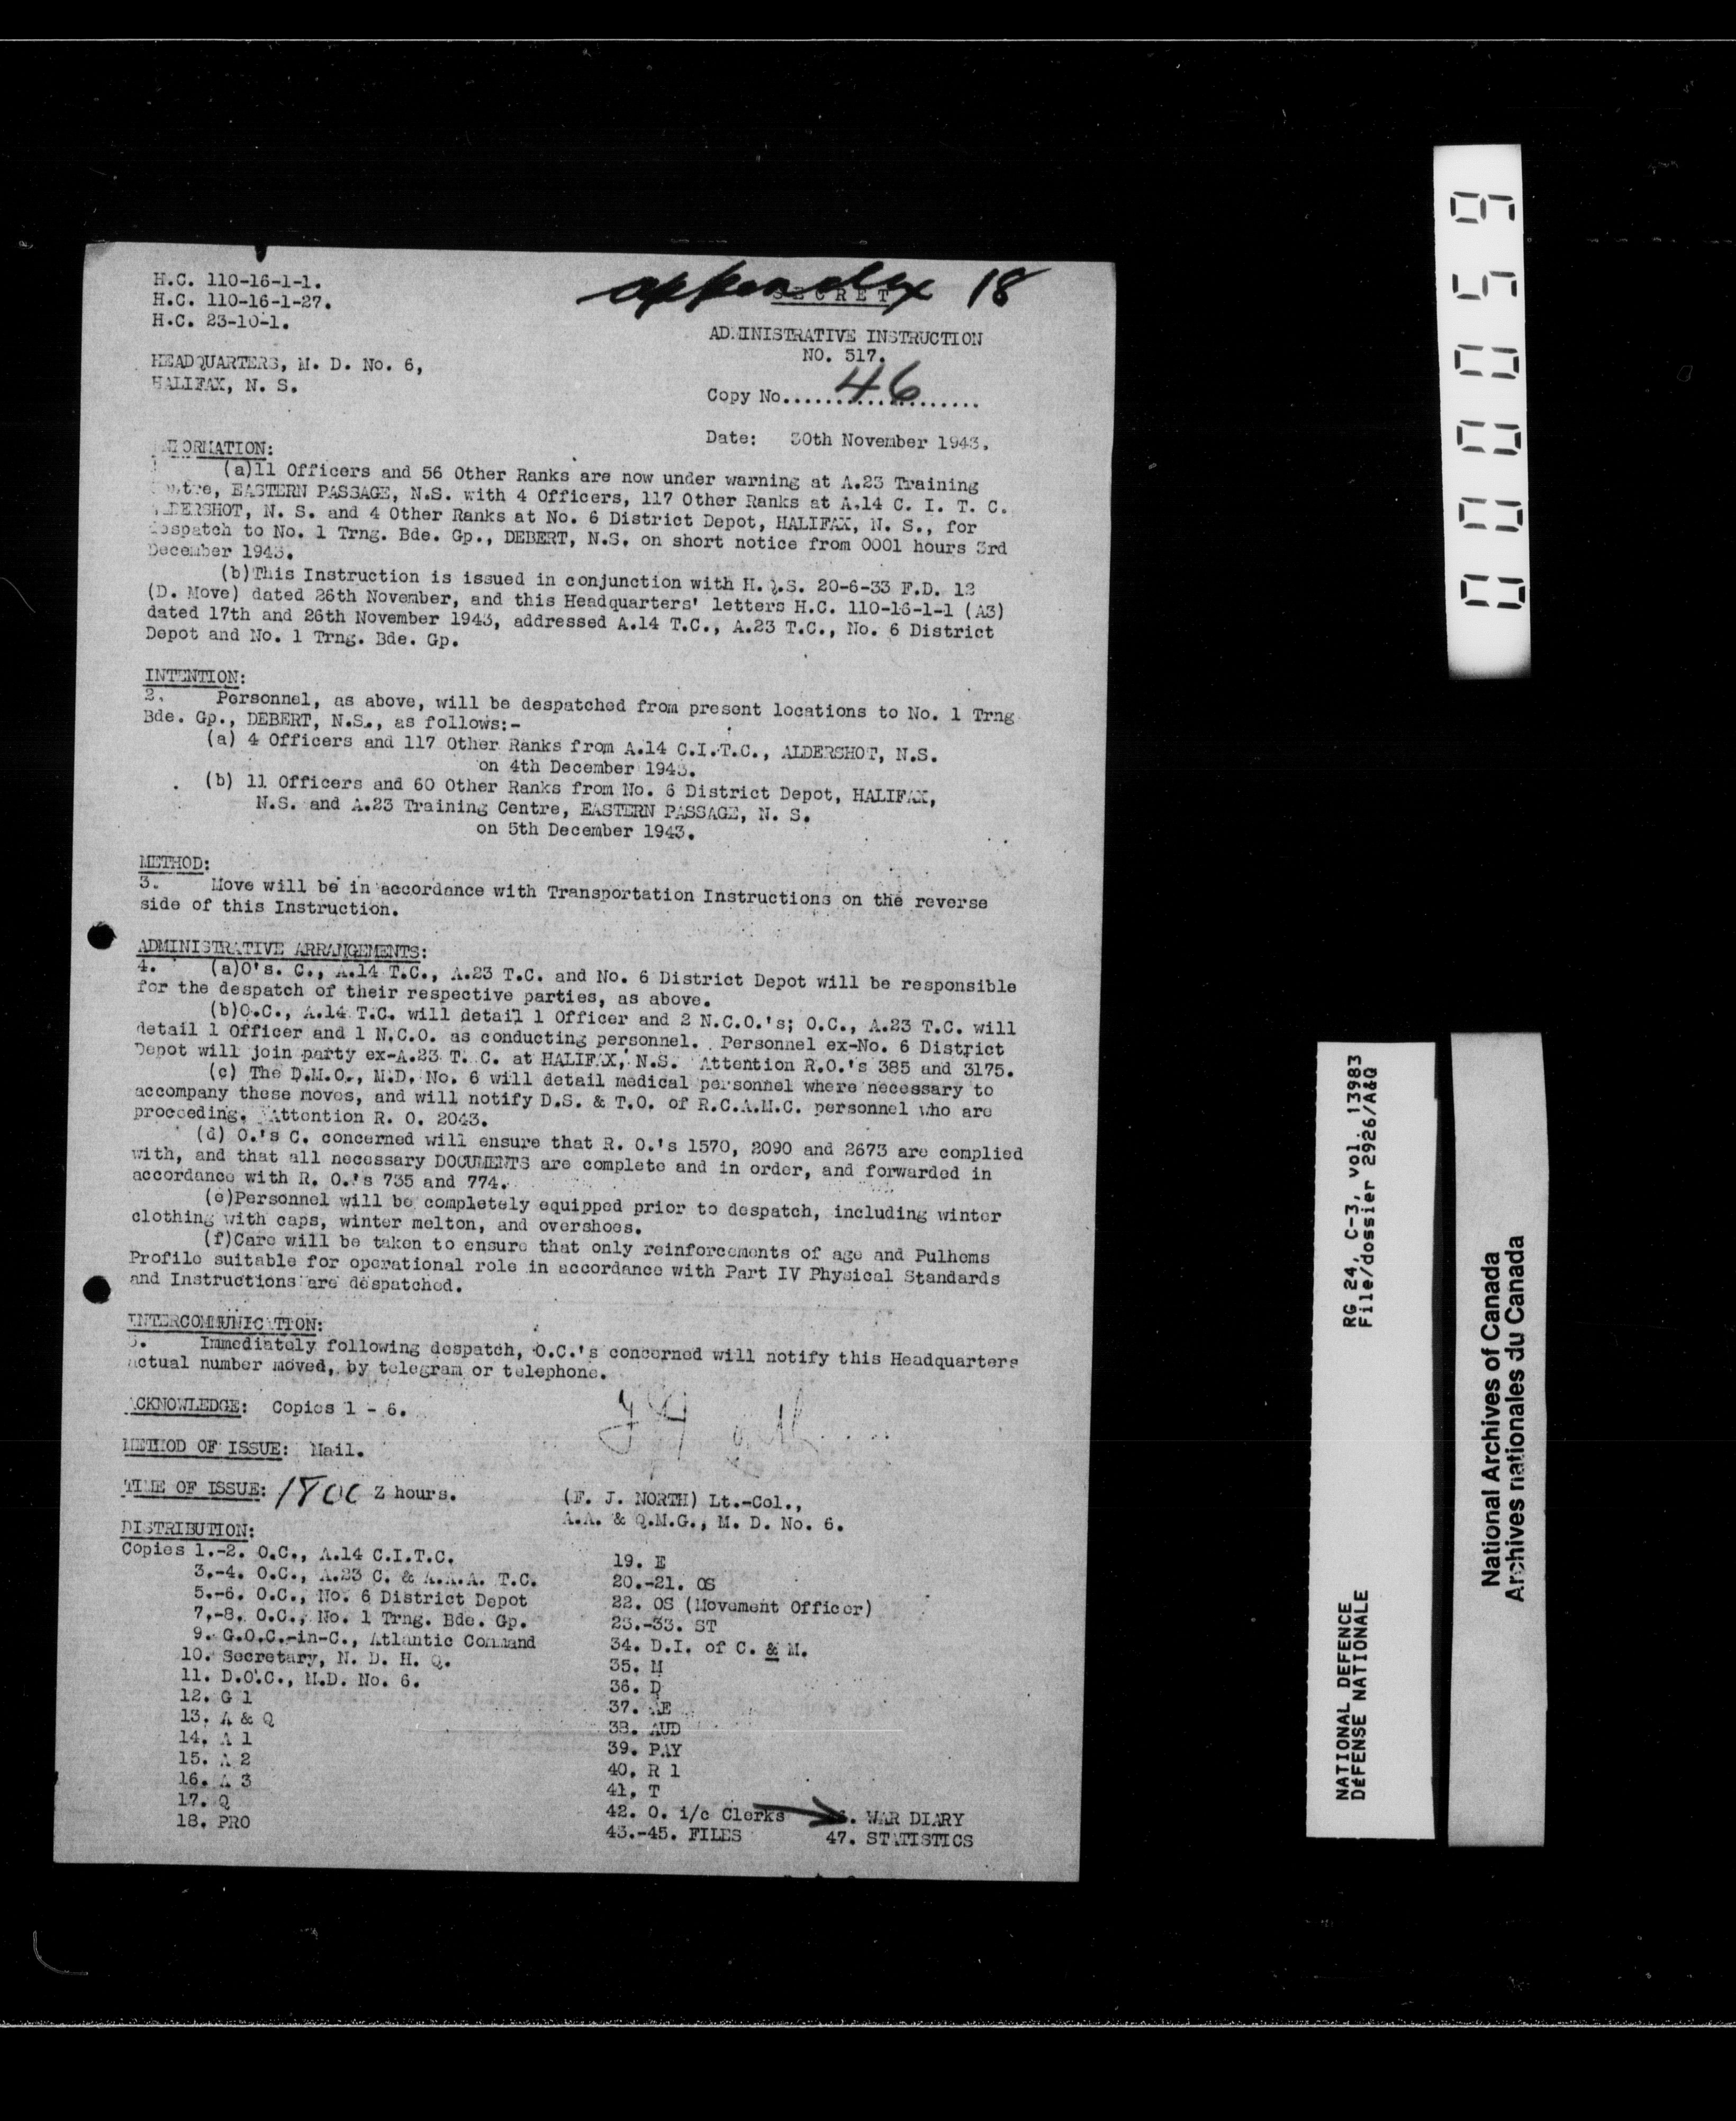 H.C. 110-16-1-1.
H.C. 110-16-1-27.
H.C. 23-10-1.
appendex 18
SECRET
ADMINISTRATIVE INSTRUCTION
NO. 517.
HEADQUARTERS, M. D. No. 6,
HALIFAX, N. S.
Copy No.....46....
Date: 30th November 1943.
INFORMATION:
(a)11 Officers and 56 Other Ranks are now under warning at A.23 Training
Centre, EASTERN PASSAGE, N.S. with 4 Officers, 117 Other Ranks at A.14 C. I. T. C.
ALDERSHOT, N. S. and 4 Other Ranks at No. 6 District Depot, HALIFAX, N. S., for
despatch to No. 1 Trng. Bde. Gp., DEBERT, N.S. on short notice from 0001 hours 3rd
December 1943.
(b)This Instruction is issued in conjunction with H.Q.S. 20-6-33 F.D. 12
(D. Move) dated 26th November, and this Headquarters' letters H.C. 110-16-1-1 (A3)
dated 17th and 26th November 1943, addressed A.14 T.C., A.23 T.C., No. 6 District
Depot and No. 1 Trng. Bde. Gp.
INTENTION:
2. Personnel, as above, will be despatched from present locations to No. 1 Trng
Bde. Gp., DEBERT, N.S., as follows:-
(a) 4 Officers and 117 Other Ranks from A.14 C.I.T.C., ALDERSHOT, N.S.
on 4th December 1943.
(b) 11 Officers and 60 Other Ranks from No. 6 District Depot, HALIFAX,
N.S. and A.23 Training Centre, EASTERN PASSAGE, N. S.
on 5th December 1943.
METHOD:
3. Move will be in accordance with Transportation Instructions on the reverse
side of this Instruction.
ADMINISTRATIVE ARRANGEMENTS:
4. (a)O's. C., A.14 T.C., A.23 T.C. and No. 6 District Depot will be responsible
for the despatch of their respective parties, as above.
(b)O.C., A.14 T.C. will detail 1 Officer and 2 N.C.O.'s; O.C., A.23 T.C. will
detail 1 Officer and 1 N.C.O. as conducting personnel. Personnel ex-No. 6 District
Depot will join party ex-A.23 T. C. at HALIFAX, N.S. Attention R.O.'s 385 and 3175.
(c) The D.M.O., M.D. No. 6 will detail medical personnel where necessary to
accompany these moves, and will notify D.S. & T.O. of R.C.A.M.C. personnel who are
proceeding. Attention R. O. 2043.
(d) O.'s C. concerned will ensure that R. O.'s 1570, 2090 and 2673 are complied
with, and that all necessary DOCUMENTS are complete and in order, and forwarded in
accordance with R. O.'s 735 and 774.
(e)Personnel will be completely equipped prior to despatch, including winter
clothing with caps, winter melton, and overshoes.
(f)Care will be taken to ensure that only reinforcements of age and Pulhems
Profile suitable for operational role in accordance with Part IV Physical Standards
and Instructions are despatched.
INTERCOMMUNICATION:
5. Immediately following despatch, O.C.'s concerned will notify this Headquarters
actual number moved, by telegram or telephone.
ACKNOWLEDGE: Copies 1 - 6.
METHOD OF ISSUE: Mail.
TIME OF ISSUE: 1800 Z hours.
(F. J. NORTH) Lt.-Col.,
A.A. & Q.M.G., M. D. No. 6.
DISTRIBUTION:
Copies 1.-2. O.C., A.14 C.I.T.C.
3.-4. O.C., A.23 C. & A.A.A. T.C.
5.-6. O.C., No. 6 District Depot
7.-8. O.C., No. 1 Trng. Bde. Gp.
9. G.O.C.-in-C., Atlantic Command
10. Secretary, N. D. H. Q.
11. D.O.C., M.D. No. 6.
12. G 1
13. A & Q
14. A 1
15. A 2
16. A 3
17. Q
18. PRO
19. E
20.-21. OS
22. OS (Movement Officer)
23.-33. ST
34. D.I. of C. & M.
35. M
36. D
37. AE
38. AUD
39. PAY
40. R 1
41. T
42. O. i/c Clerks
43.-45. FILES
46. WAR DIARY
47. STATISTICS
000059
RG 24, C-3, vol. 13983
File/dossier 2926/A&Q
NATIONAL DEFENCE
DÉFENSE NATIONALE
National Archives of Canada
Archives nationales du Canada